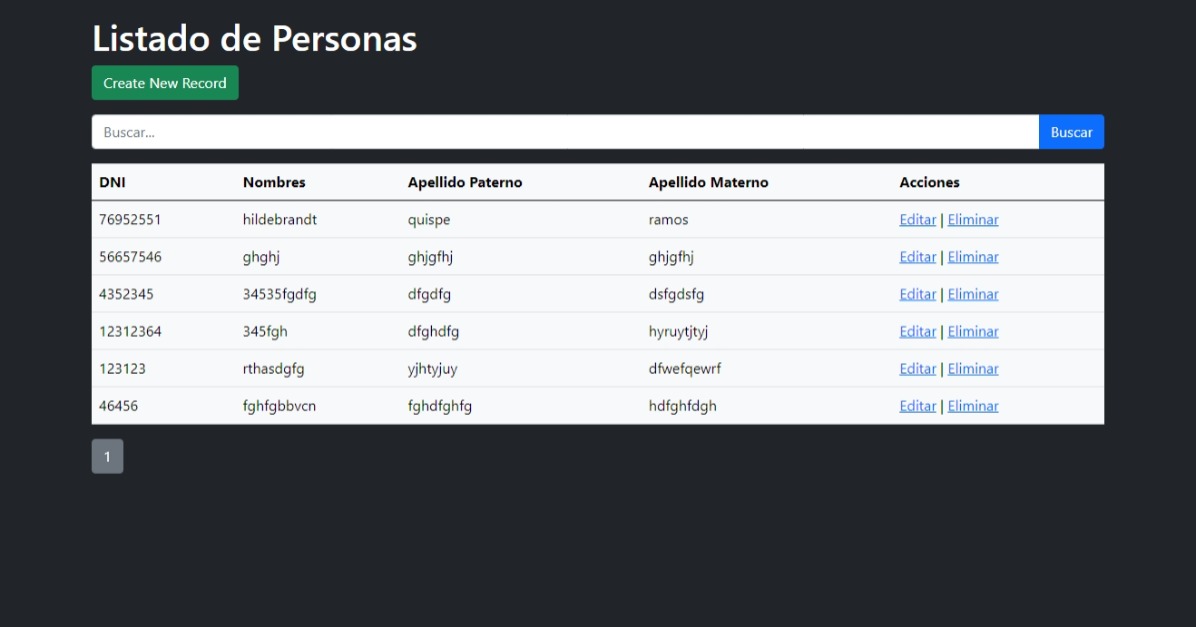 Listado de Personas
Create New Record
Buscar... Buscar
DNI Nombres Apellido Paterno Apellido Materno Acciones
76952551 hildebrandt quispe ramos Editar | Eliminar
56657546 ghghj ghjgfhj ghjgfhj Editar | Eliminar
4352345 34535fgdfg dfgdfg dsfgdsfg Editar | Eliminar
12312364 345fgh dfghdfg hyruytjtyj Editar | Eliminar
123123 rthasdgfg yjhtyjuy dfwefqewrf Editar | Eliminar
46456 fghfgbbvcn fghdfghfg hdfghfdgh Editar | Eliminar
1